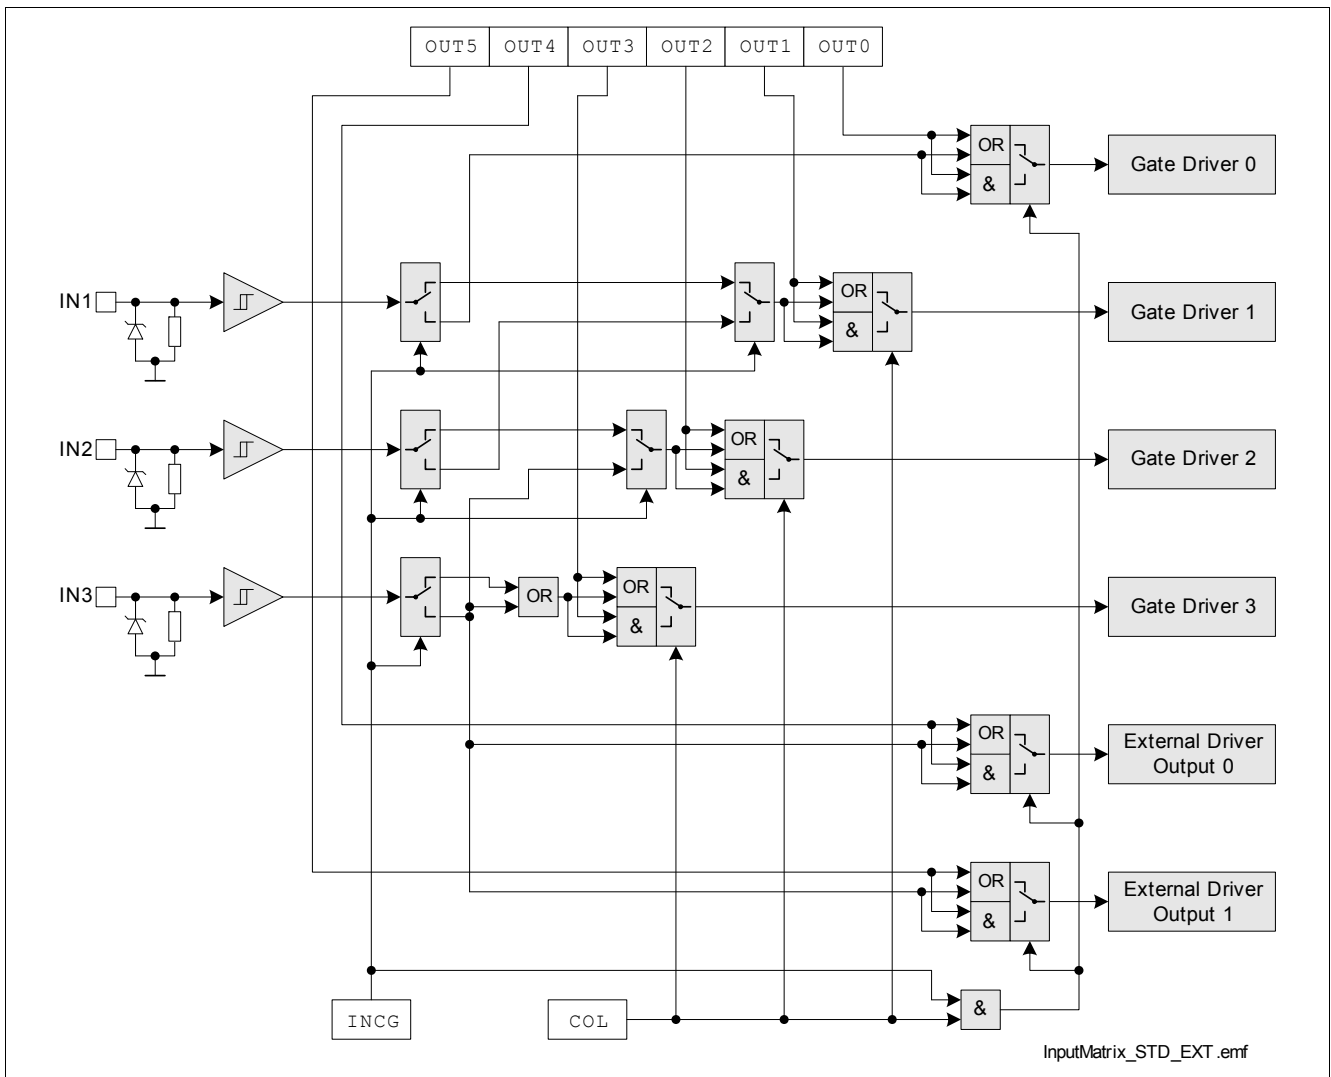 OUT5 OUT4 OUT3 OUT2 OUT1 OUT0
OR
&
Gate Driver 0
IN1
OR
&
Gate Driver 1
IN2
OR
&
Gate Driver 2
IN3
OR
OR
&
Gate Driver 3
OR
&
External Driver
Output 0
OR
&
External Driver
Output 1
INCG
COL
&
InputMatrix_STD_EXT.emf